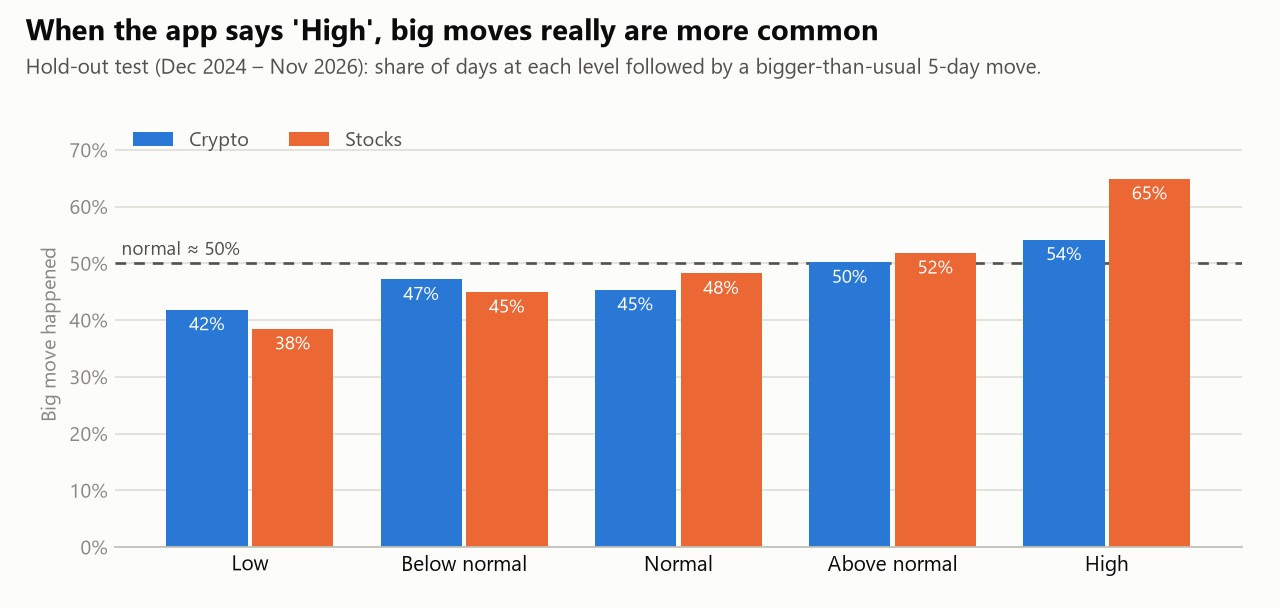 When the app says 'High', big moves really are more common
Hold-out test (Dec 2024 – Nov 2026): share of days at each level followed by a bigger-than-usual 5-day move.
Crypto
Stocks
70%
60%
50%
40%
30%
20%
10%
0%
Big move happened
normal ≈ 50%
42%
38%
47%
45%
45%
48%
50%
52%
54%
65%
Low
Below normal
Normal
Above normal
High